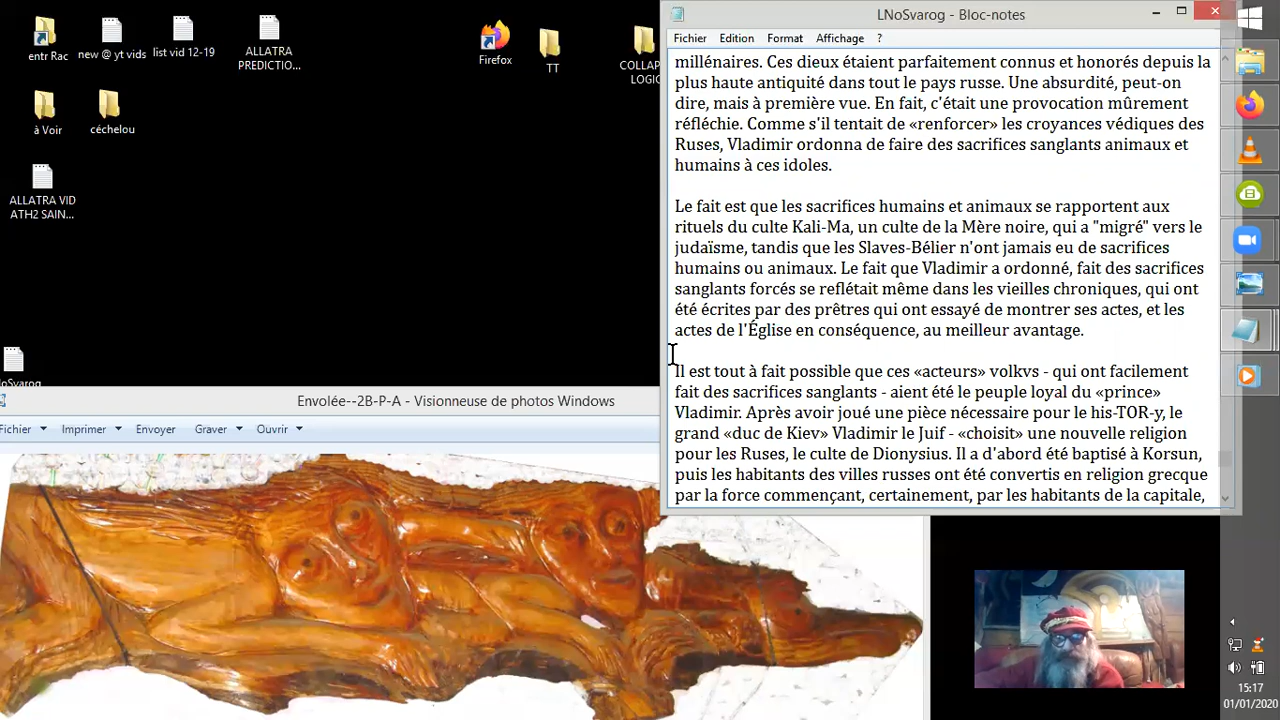 entr Rac
new @ yt vids
list vid 12-19
ALLATRA
PREDICTIO...
Firefox
TT
COLLAP
LOGIC
à Voir
céchelou
ALLATRA VID
ATH2 SAIN...
NoSvarog
LNoSvarog - Bloc-notes
Fichier Edition Format Affichage ?
millénaires. Ces dieux étaient parfaitement connus et honorés depuis la
plus haute antiquité dans tout le pays russe. Une absurdité, peut-on
dire, mais à première vue. En fait, c'était une provocation mûrement
réfléchie. Comme s'il tentait de «renforcer» les croyances védiques des
Ruses, Vladimir ordonna de faire des sacrifices sanglants animaux et
humains à ces idoles.
Le fait est que les sacrifices humains et animaux se rapportent aux
rituels du culte Kali-Ma, un culte de la Mère noire, qui a "migré" vers le
judaïsme, tandis que les Slaves-Bélier n'ont jamais eu de sacrifices
humains ou animaux. Le fait que Vladimir a ordonné, fait des sacrifices
sanglants forcés se reflétait même dans les vieilles chroniques, qui ont
été écrites par des prêtres qui ont essayé de montrer ses actes, et les
actes de l'Église en conséquence, au meilleur avantage.
Il est tout à fait possible que ces «acteurs» volkvs - qui ont facilement
fait des sacrifices sanglants - aient été le peuple loyal du «prince»
Vladimir. Après avoir joué une pièce nécessaire pour le his-TOR-y, le
grand «duc de Kiev» Vladimir le Juif - «choisit» une nouvelle religion
pour les Ruses, le culte de Dionysius. Il a d'abord été baptisé à Korsun,
puis les habitants des villes russes ont été convertis en religion grecque
par la force commençant, certainement, par les habitants de la capitale,
Envolée--2B-P-A - Visionneuse de photos Windows
Fichier Imprimer Envoyer Graver Ouvrir
15:17
01/01/2020